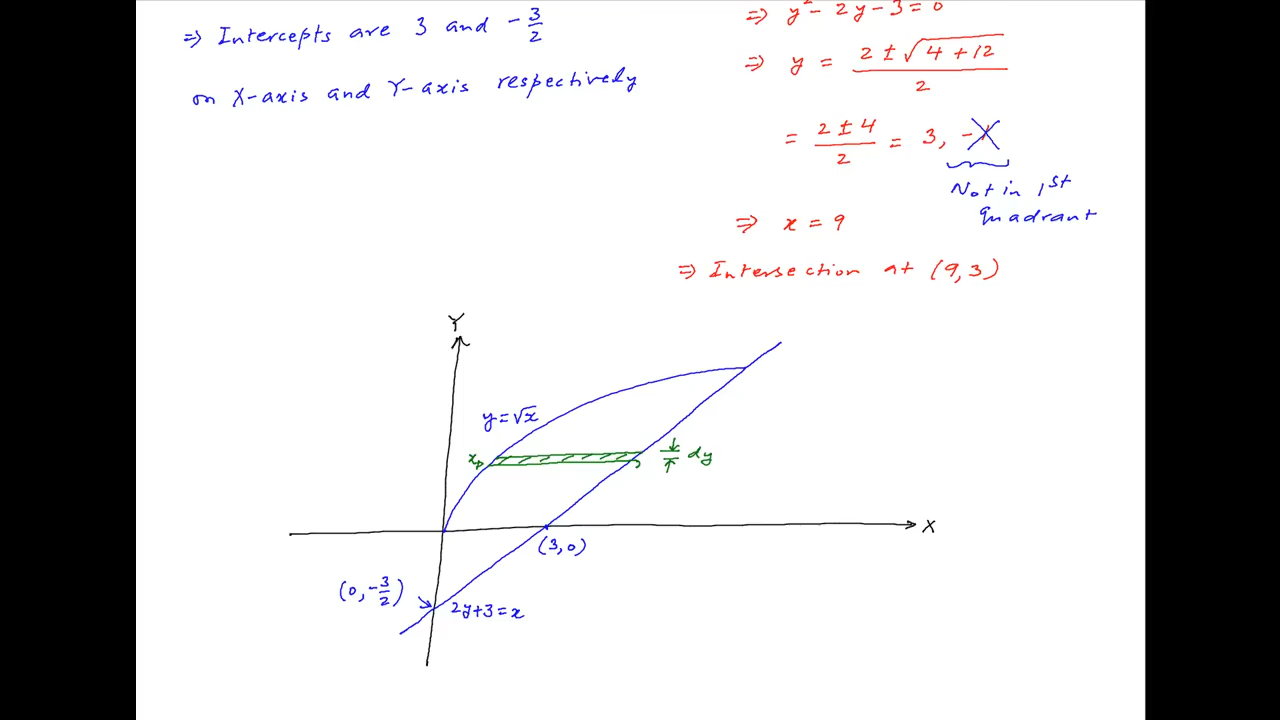 ⇒ Intercepts are 3 and -3/2
on X-axis and Y-axis respectively
⇒ y² - 2y - 3 = 0
⇒ y = (2 ± √(4 + 12))/2
= (2 ± 4)/2 = 3, -1
Not in 1st
Quadrant
⇒ x = 9
⇒ Intersection at (9, 3)
Y
y = √x
dy
X
(3, 0)
(0, -3/2)
2y + 3 = x